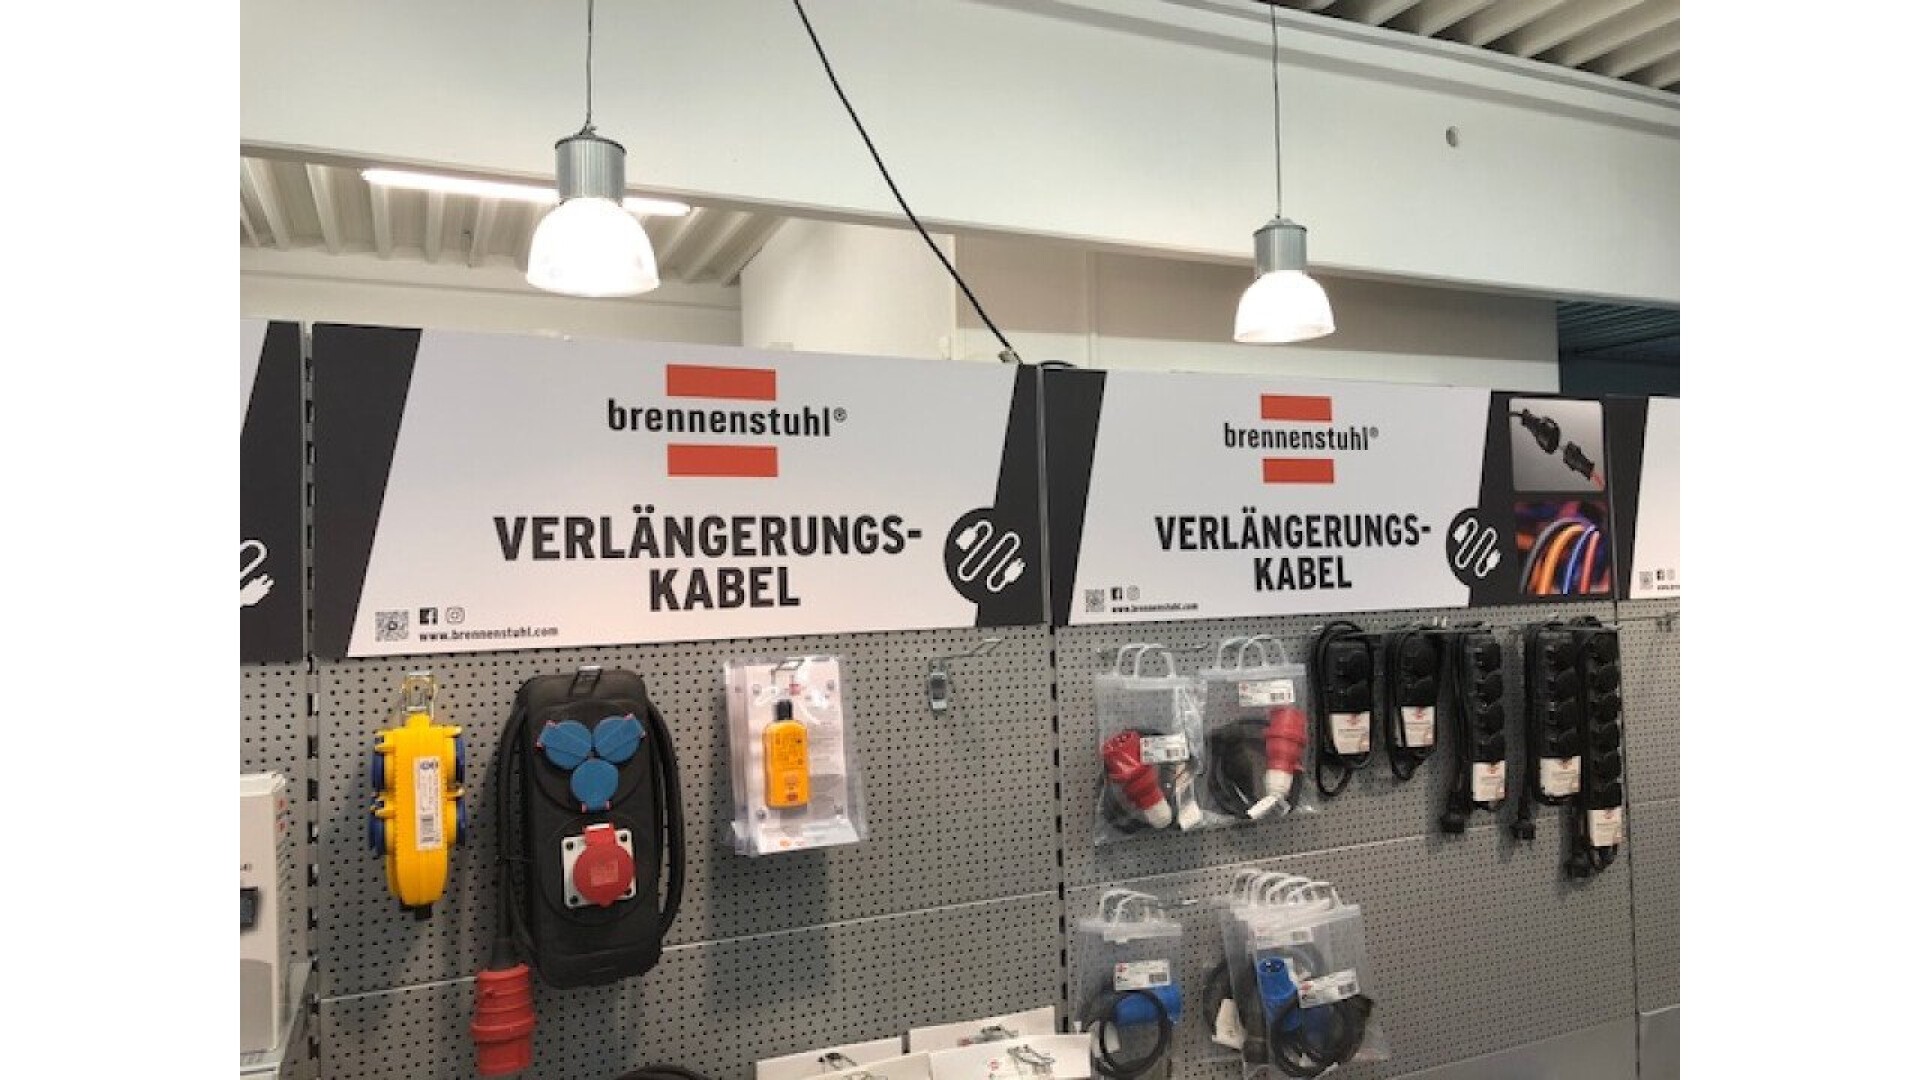 brennenstuhl®
VERLÄNGERUNGS-
KABEL
www.brennenstuhl.com
brennenstuhl®
VERLÄNGERUNGS-
KABEL
www.brennenstuhl.com